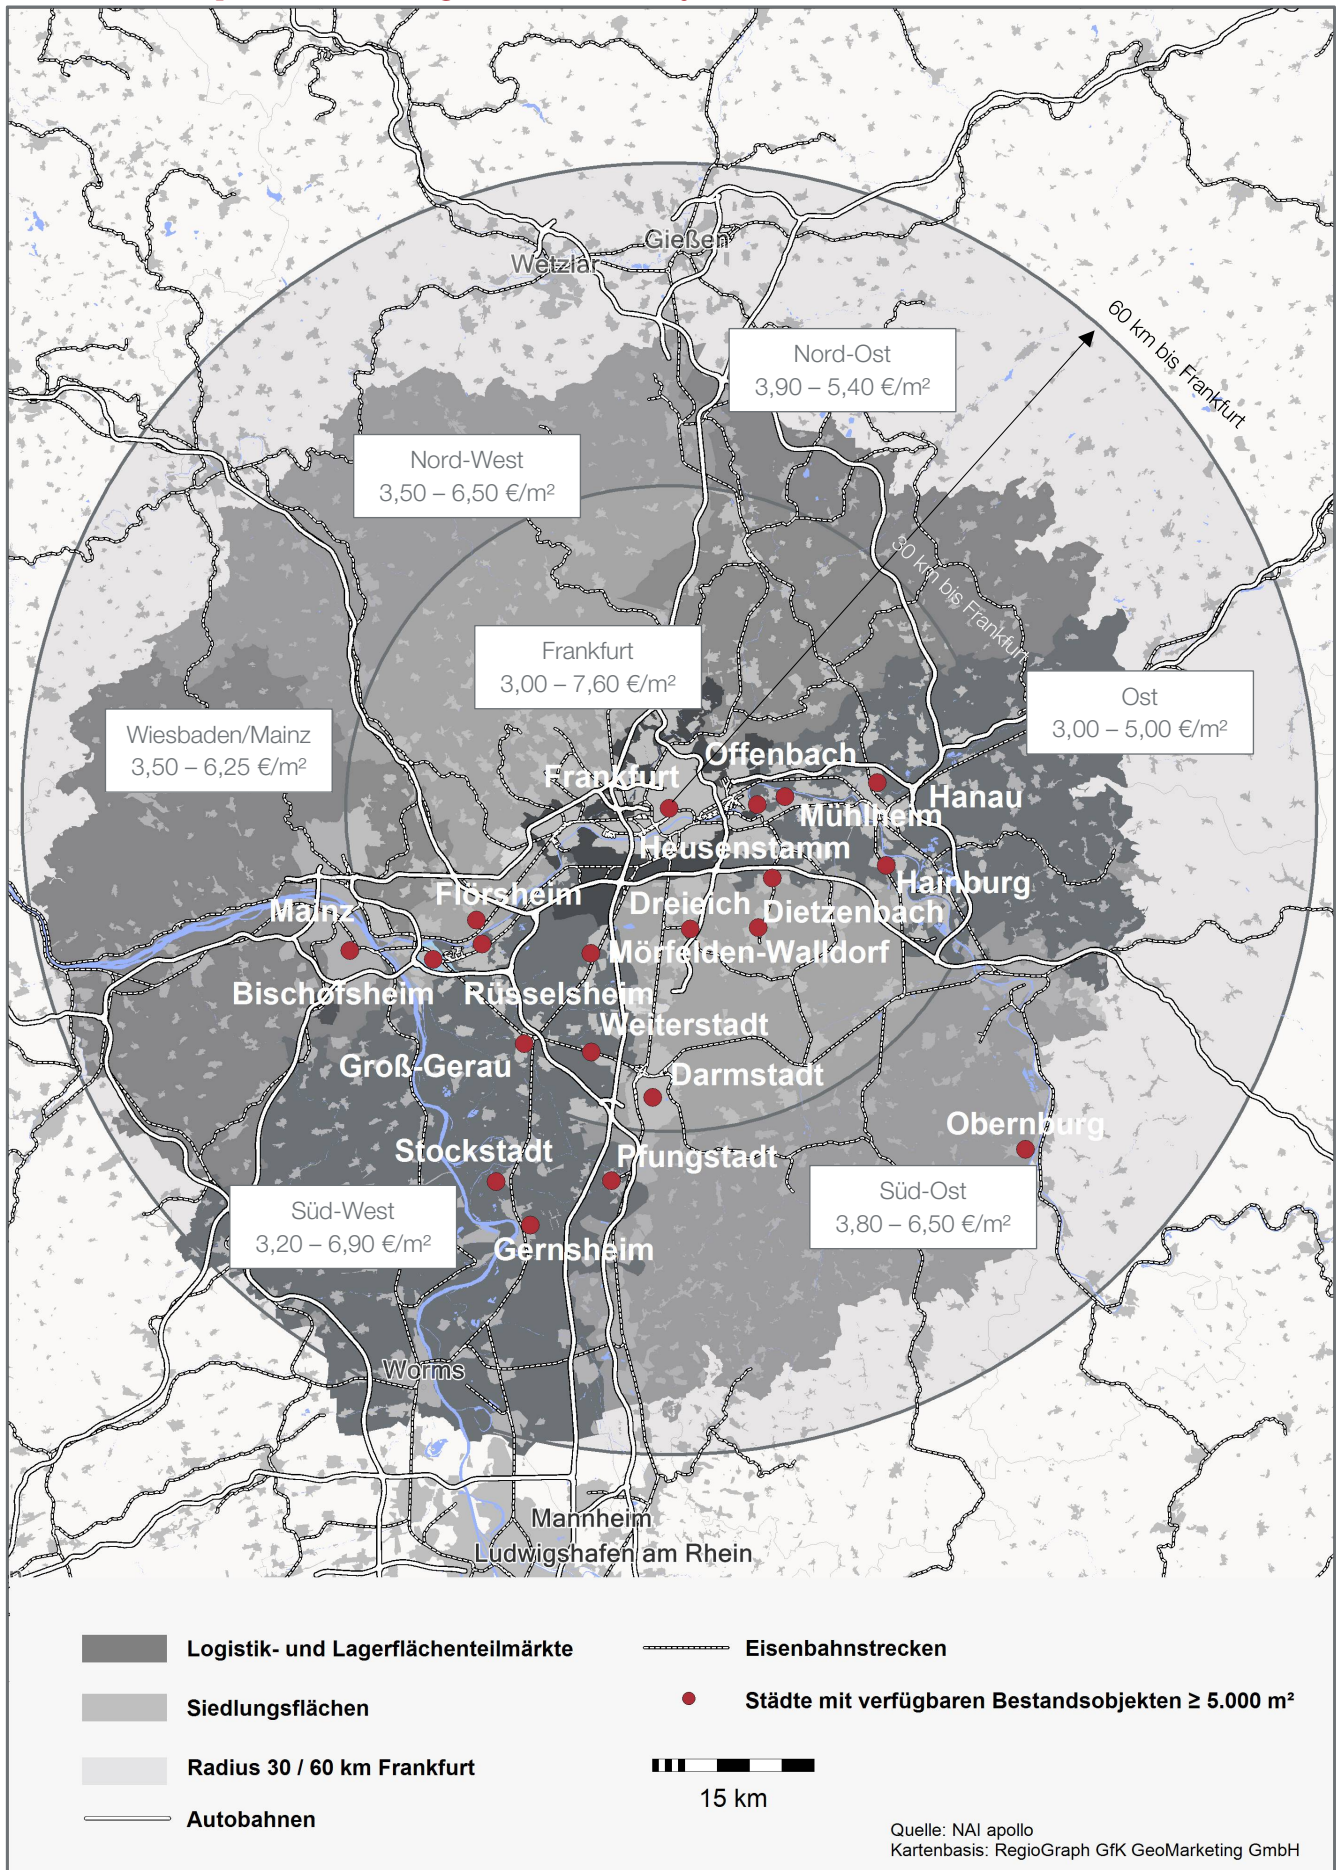 Gießen
Wetzlar
60 km bis Frankfurt
Nord-Ost
3,90 – 5,40 €/m²
Nord-West
3,50 – 6,50 €/m²
30 km bis Frankfurt
Frankfurt
3,00 – 7,60 €/m²
Ost
3,00 – 5,00 €/m²
Wiesbaden/Mainz
3,50 – 6,25 €/m²
Offenbach
Frankfurt
Hanau
Mühlheim
Heusenstamm
Hainburg
Flörsheim
Mainz
Dreieich
Dietzenbach
Mörfelden-Walldorf
Bischofsheim
Rüsselsheim
Weiterstadt
Groß-Gerau
Darmstadt
Obernburg
Stockstadt
Pfungstadt
Süd-Ost
3,80 – 6,50 €/m²
Süd-West
3,20 – 6,90 €/m²
Gernsheim
Worms
Mannheim
Ludwigshafen am Rhein
Logistik- und Lagerflächenteilmärkte
Eisenbahnstrecken
Siedlungsflächen
Städte mit verfügbaren Bestandsobjekten ≥ 5.000 m²
Radius 30 / 60 km Frankfurt
15 km
Autobahnen
Quelle: NAI apollo
Kartenbasis: RegioGraph GfK GeoMarketing GmbH